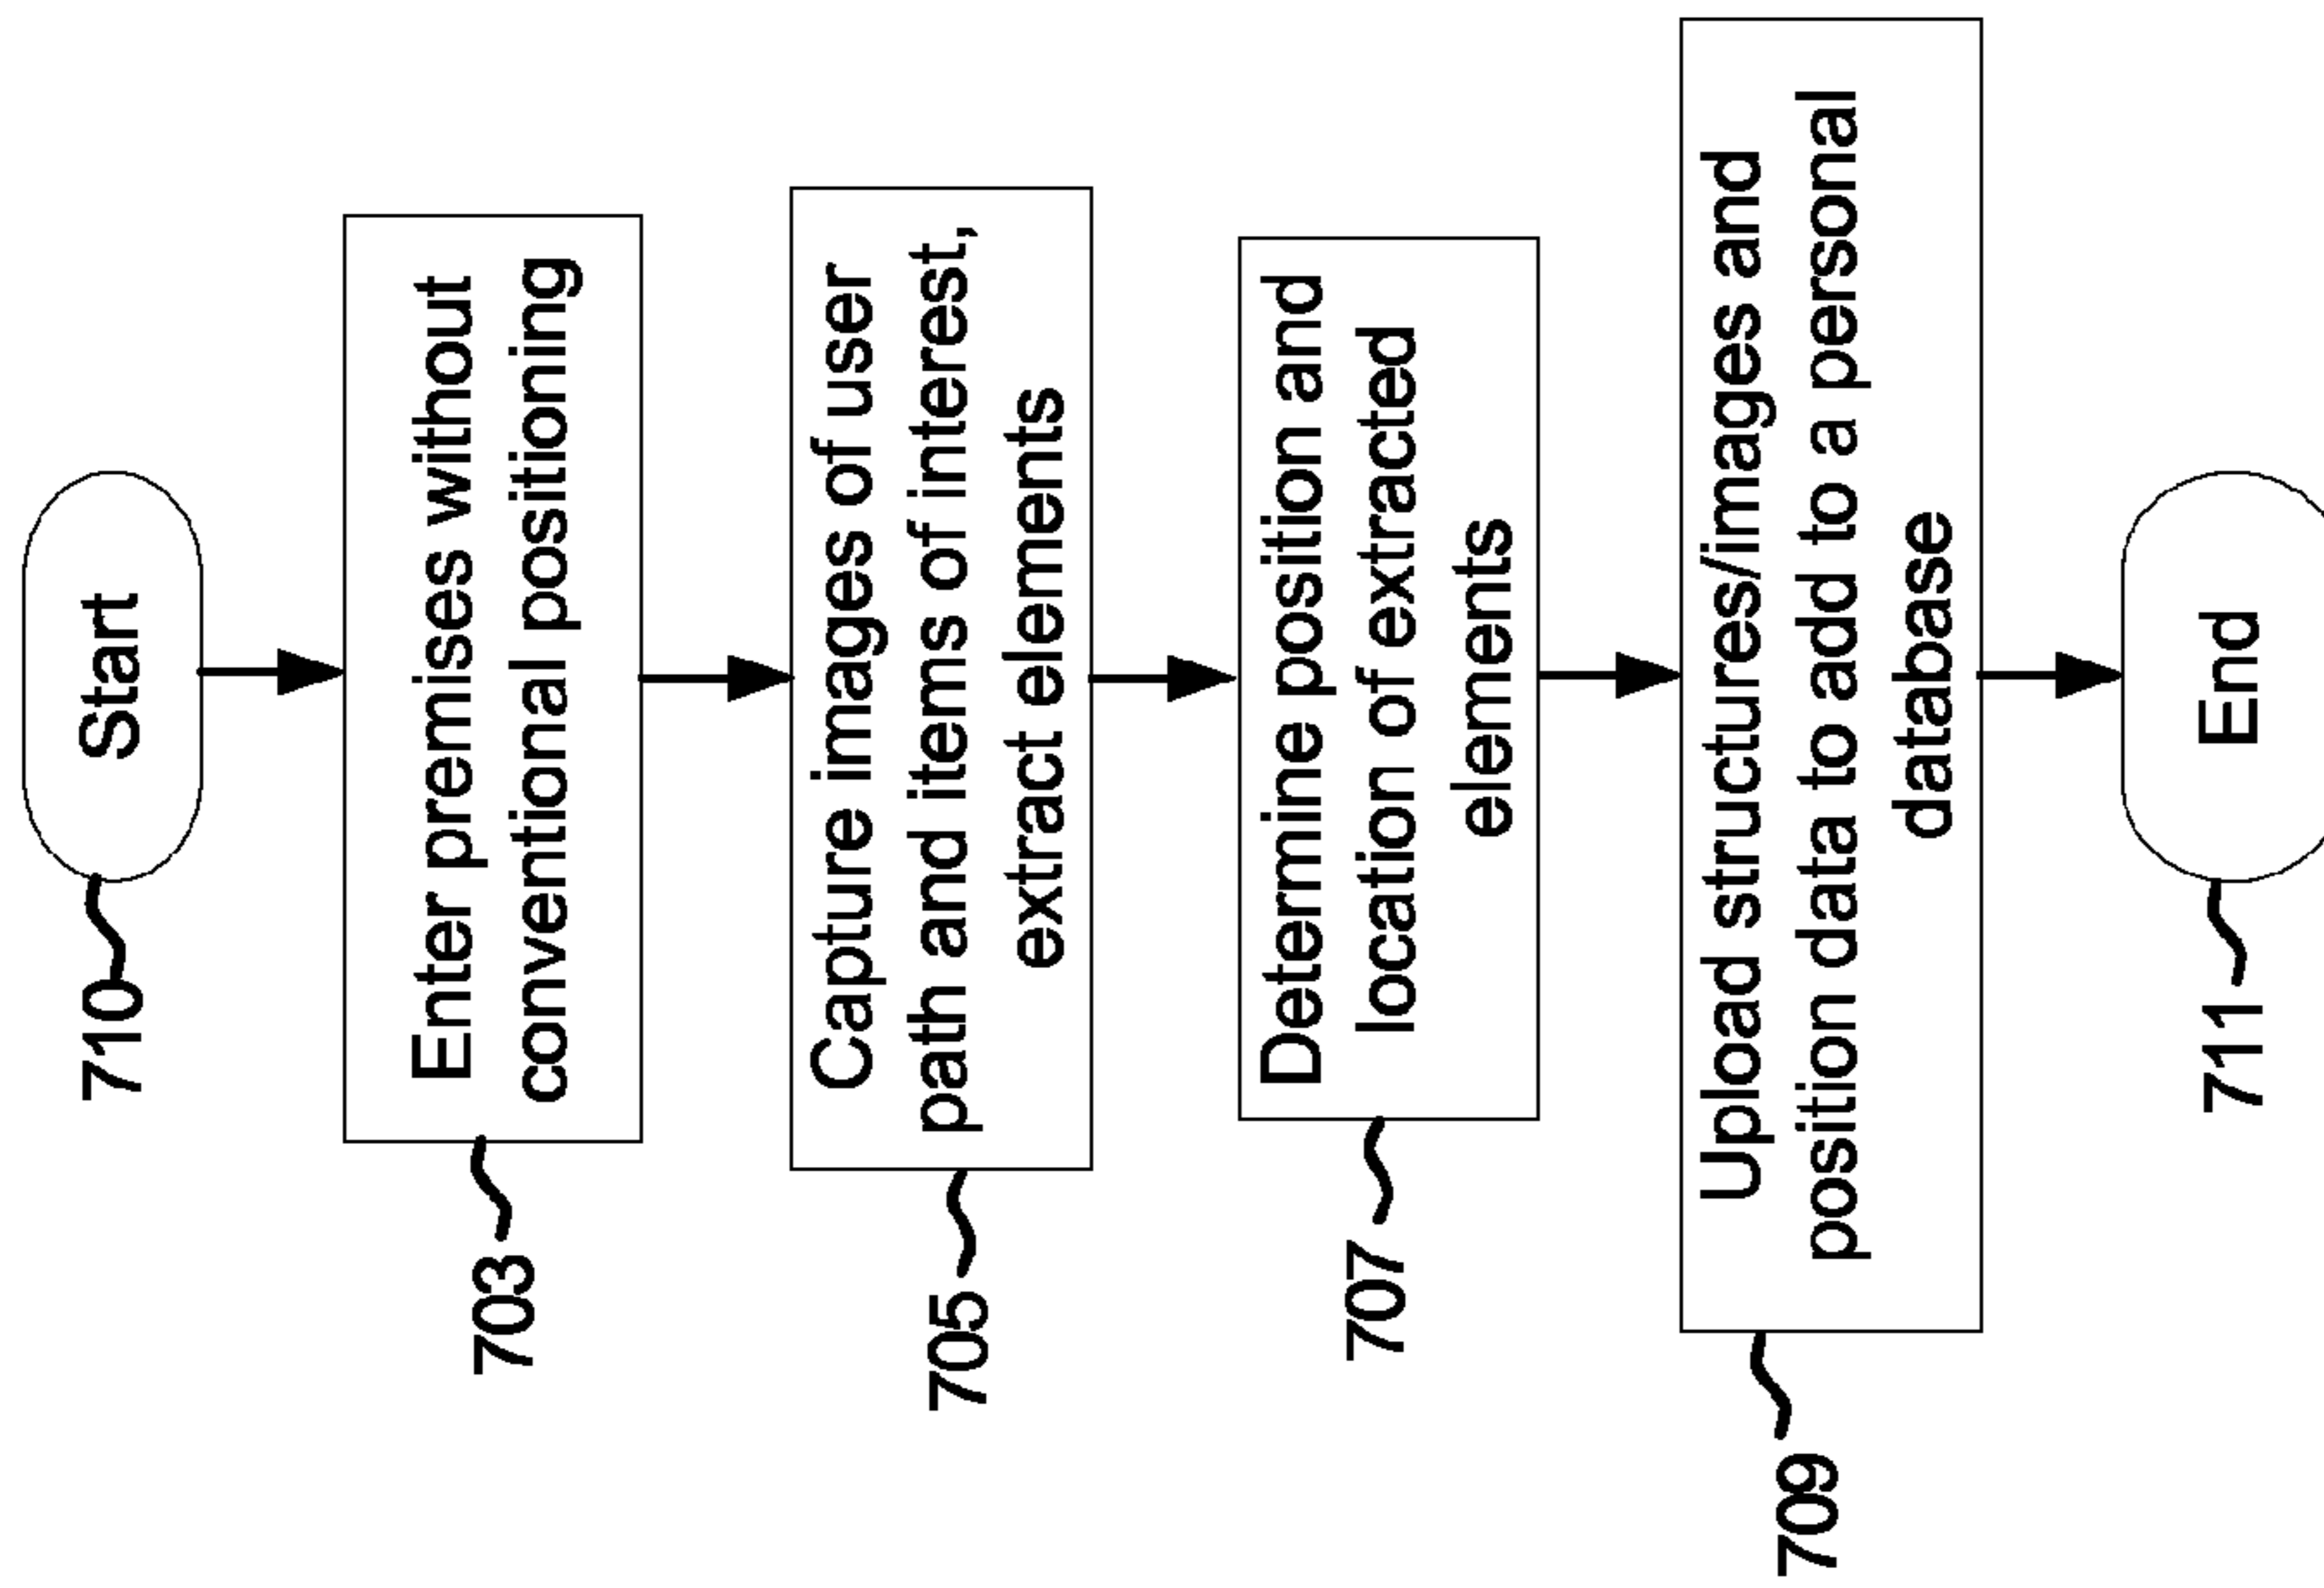 Start
710
Enter premises without
conventional positioning
703
Capture images of user
path and items of interest,
extract elements
705
Determine position and
location of extracted
elements
707
Upload structures/images and
position data to add to a personal
database
709
End
711